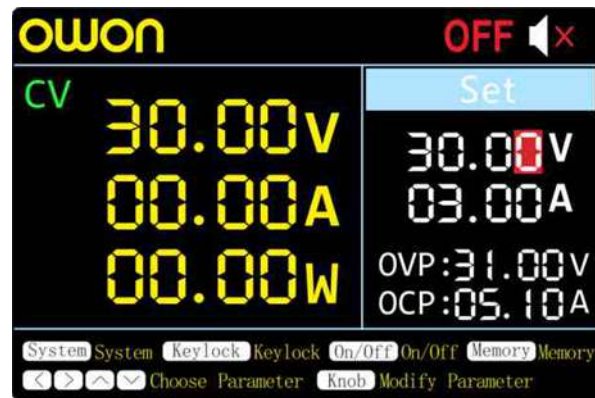 owon OFF
CV
30.00V
00.00A
00.00W
Set
30.00V
03.00A
OVP:31.00V
OCP:05.10A
System System Keylock Keylock On/Off On/Off Memory Memory
Choose Parameter Knob Modify Parameter